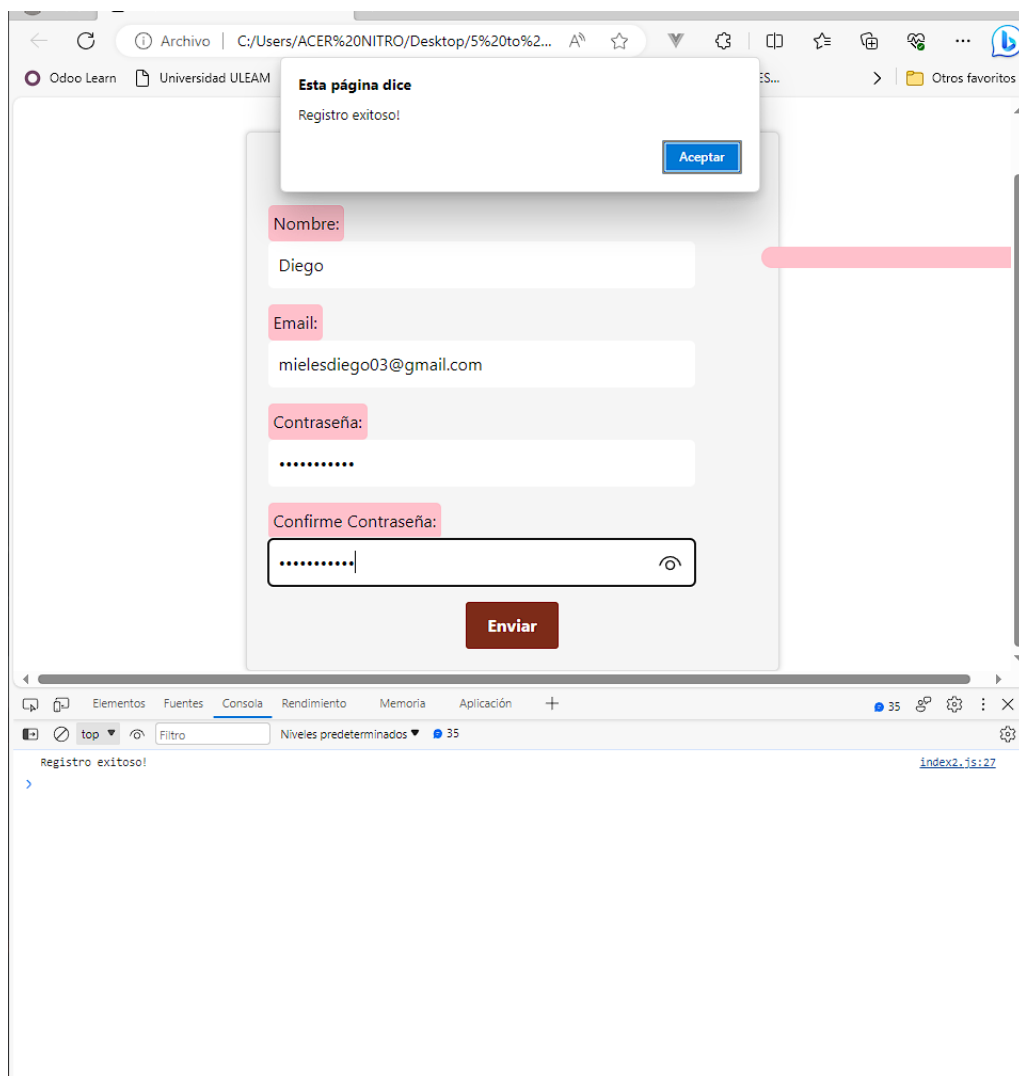 Archivo | C:/Users/ACER%20NITRO/Desktop/5%20to%2...
Odoo Learn Universidad ULEAM ES... Otros favoritos
Esta página dice
Registro exitoso!
Aceptar
Nombre:
Diego
Email:
mielesdiego03@gmail.com
Contraseña:
•••••••••••
Confirme Contraseña:
•••••••••••
Enviar
Elementos Fuentes Consola Rendimiento Memoria Aplicación 35
top Filtro Niveles predeterminados 35
Registro exitoso! index2.js:27